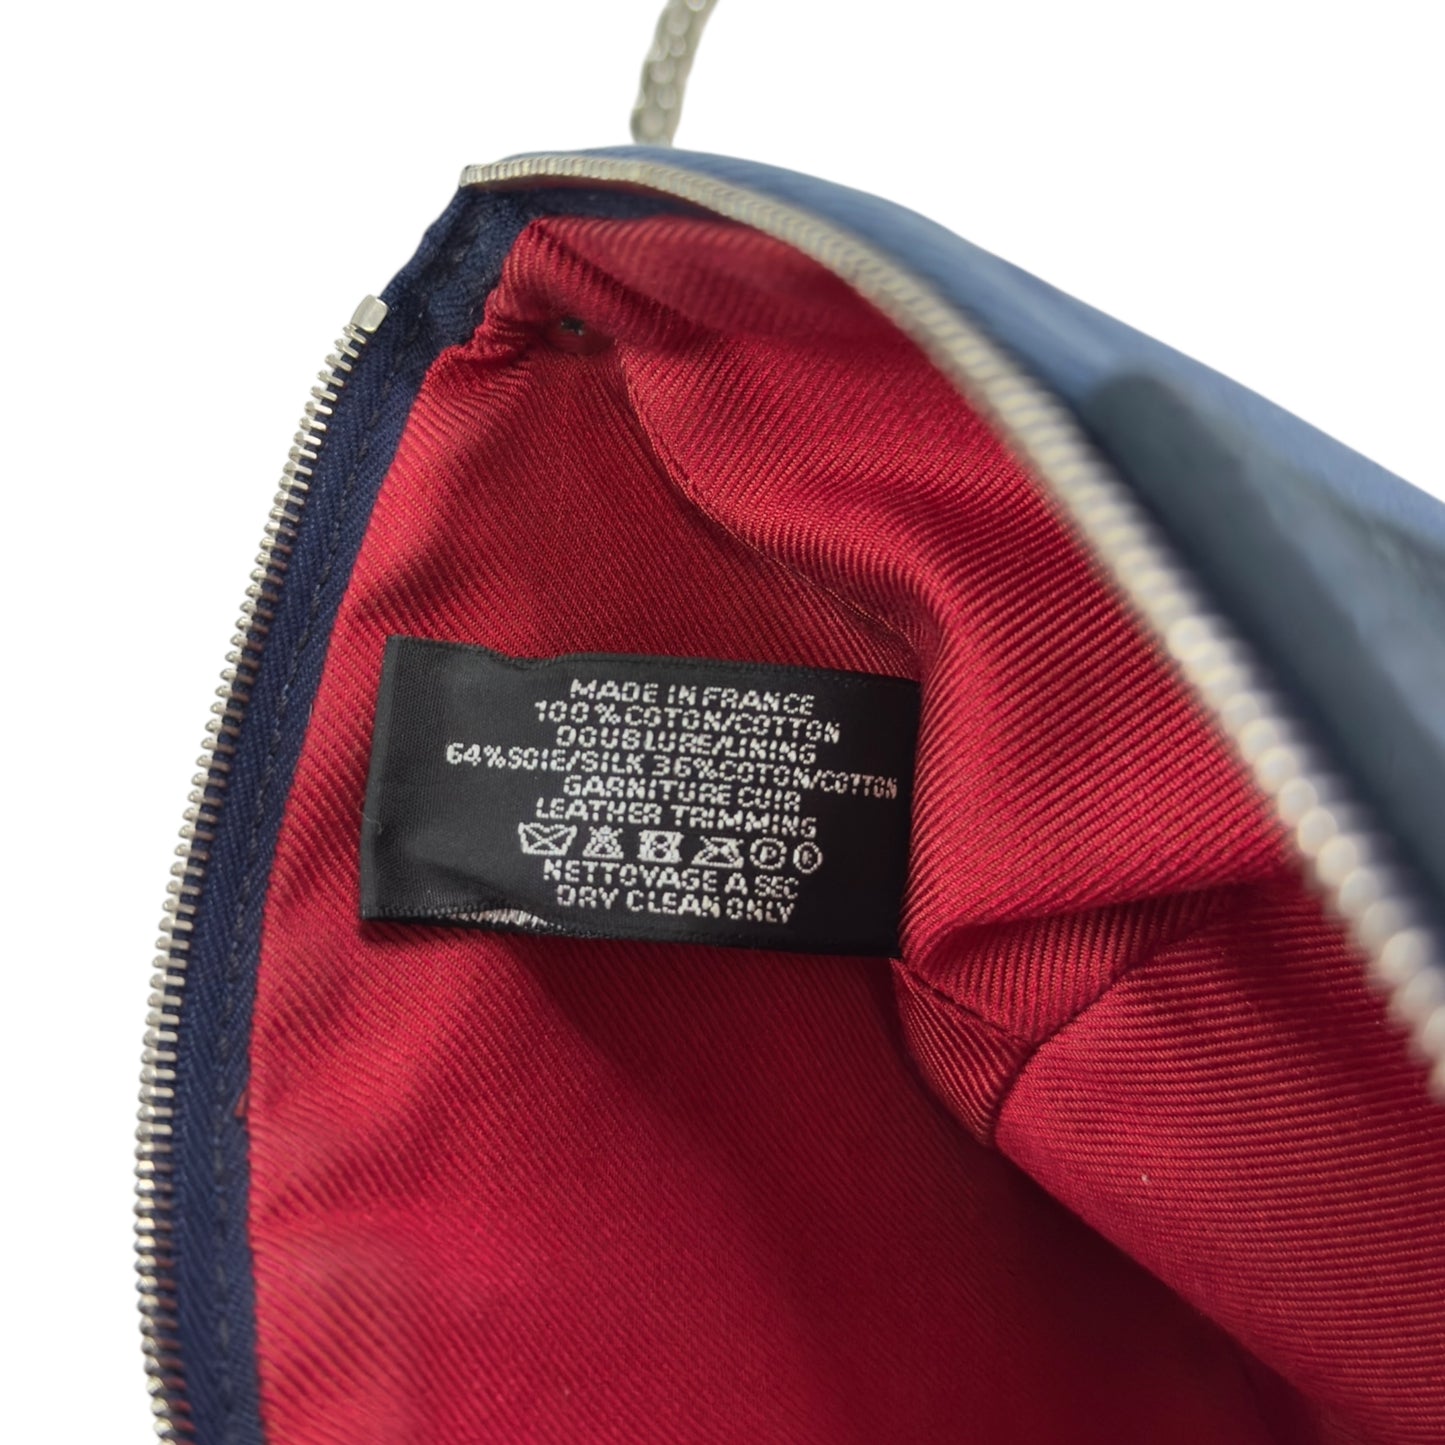 MADE IN FRANCE
100%COTON/COTTON
DOUBLURE/LINING
64%SOIE/SILK 36%COTON/COTTON
GARNITURE CUIR
LEATHER TRIMMING
P
NETTOYAGE A SEC
DRY CLEAN ONLY